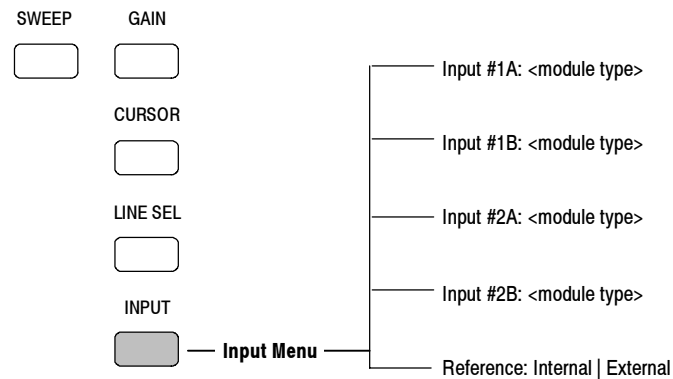 SWEEP GAIN
CURSOR
LINE SEL
INPUT
Input Menu
Input #1A: <module type>
Input #1B: <module type>
Input #2A: <module type>
Input #2B: <module type>
Reference: Internal | External